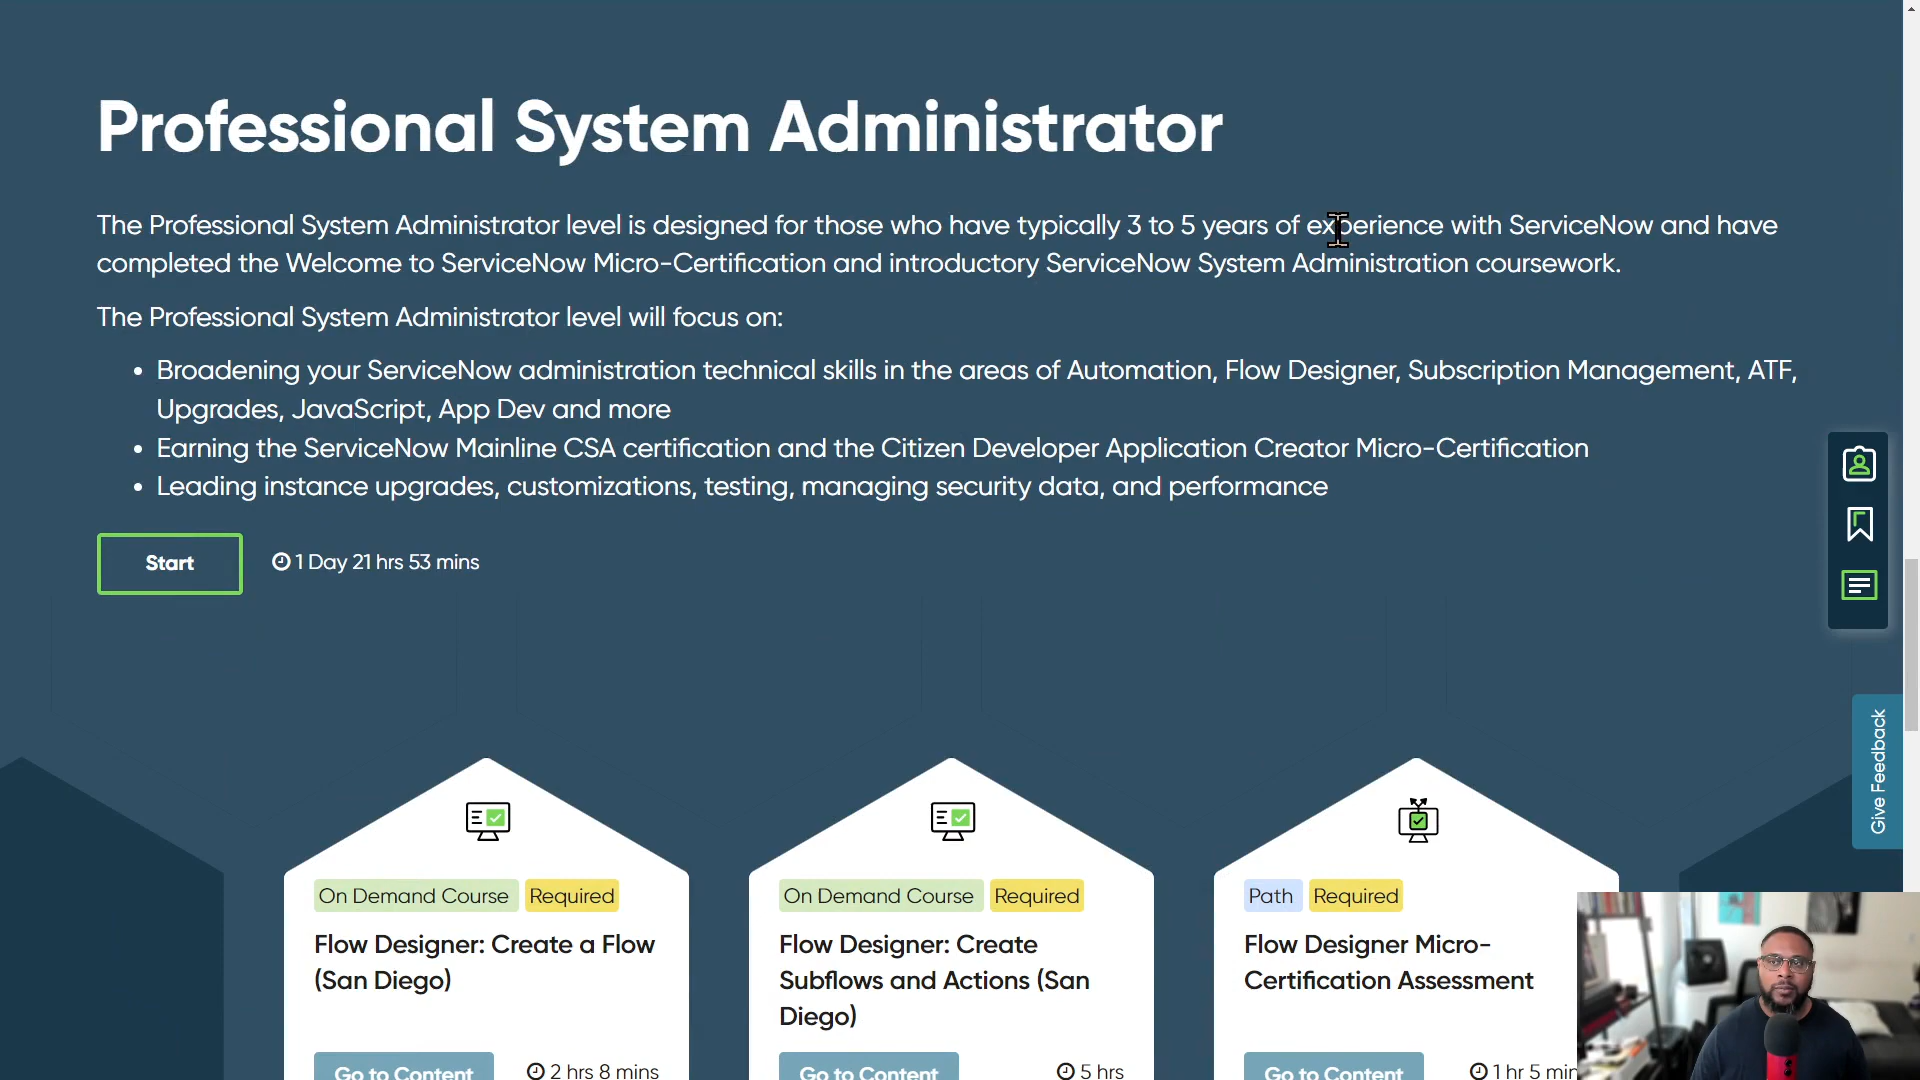 Professional System Administrator
The Professional System Administrator level is designed for those who have typically 3 to 5 years of experience with ServiceNow and have
completed the Welcome to ServiceNow Micro-Certification and introductory ServiceNow System Administration coursework.
The Professional System Administrator level will focus on:
• Broadening your ServiceNow administration technical skills in the areas of Automation, Flow Designer, Subscription Management, ATF,
Upgrades, JavaScript, App Dev and more
• Earning the ServiceNow Mainline CSA certification and the Citizen Developer Application Creator Micro-Certification
• Leading instance upgrades, customizations, testing, managing security data, and performance
Start 1 Day 21 hrs 53 mins
Give Feedback
On Demand Course Required
Flow Designer: Create a Flow
(San Diego)
Go to Content 2 hrs 8 mins
On Demand Course Required
Flow Designer: Create
Subflows and Actions (San
Diego)
Go to Content 5 hrs
Path Required
Flow Designer Micro-
Certification Assessment
Go to Content 1 hr 5 min